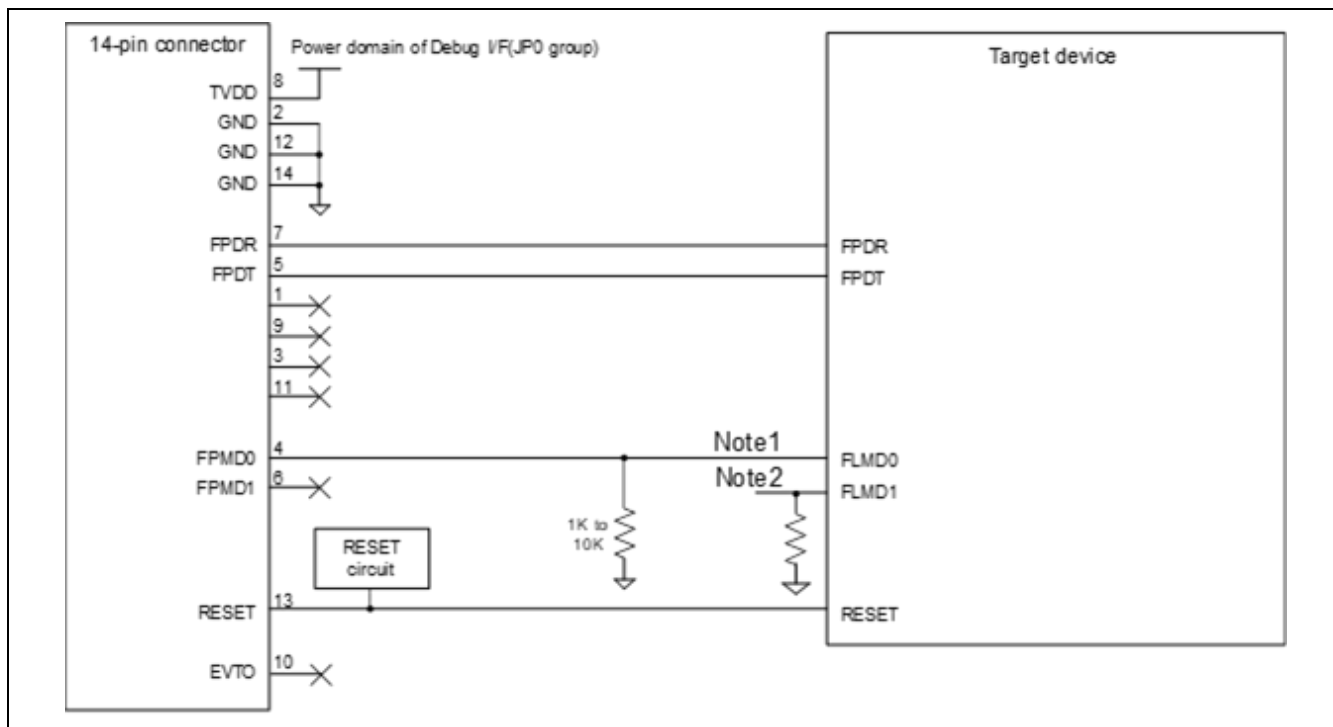 14-pin connector
Power domain of Debug I/F(JP0 group)
Target device
TVDD 8
GND 2
GND 12
GND 14
FPDR 7 FPDR
FPDT 5 FPDT
1
9
3
11
FPMD0 4 Note1 FLMD0
FPMD1 6 Note2 FLMD1
1K to
10K
RESET
circuit
RESET 13 RESET
EVTO 10